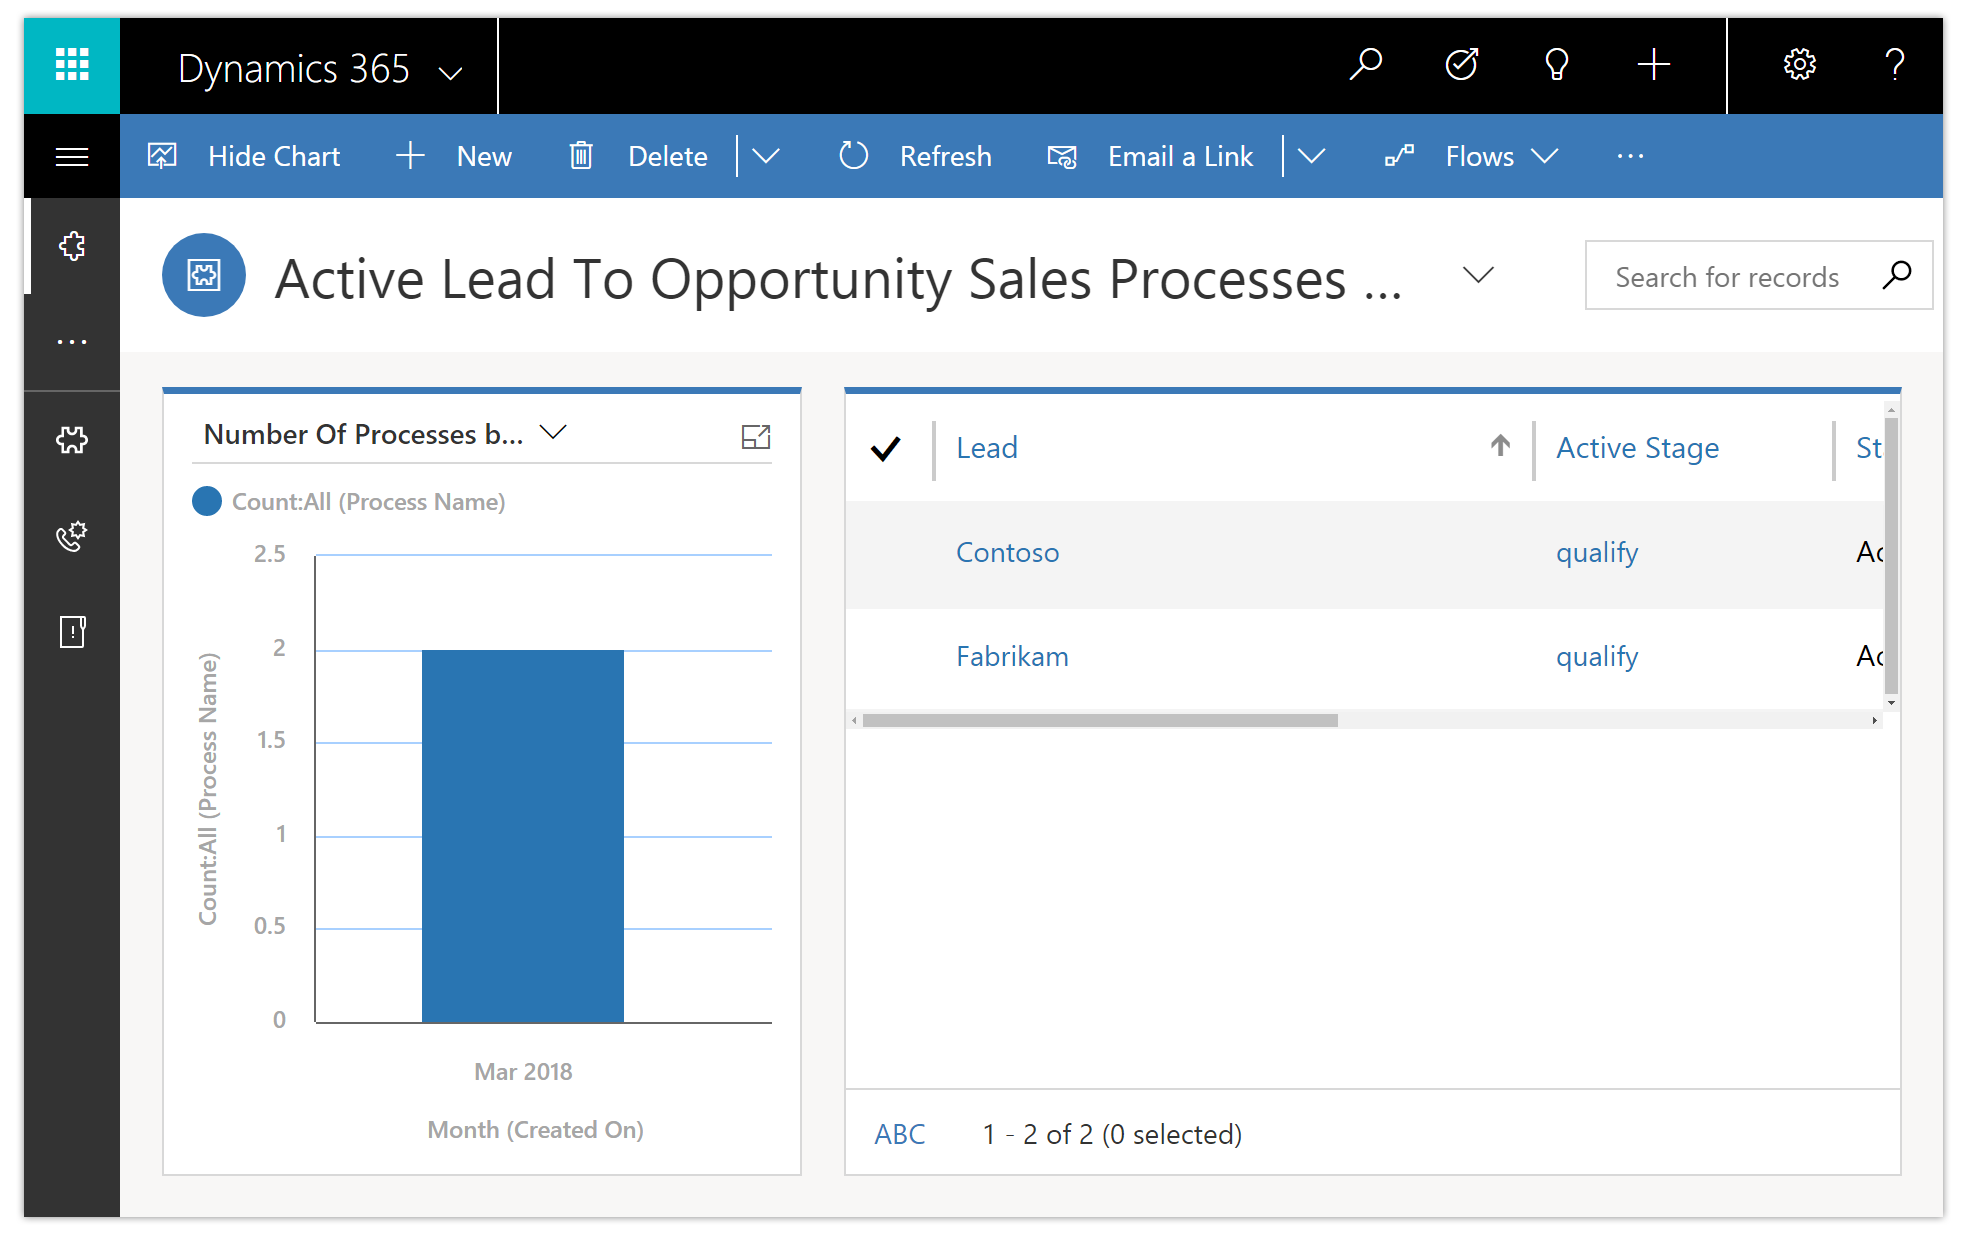 Dynamics 365
Hide Chart New Delete Refresh Email a Link Flows ...
Active Lead To Opportunity Sales Processes ...
Search for records
Number Of Processes b...
Count:All (Process Name)
2.5
2
1.5
1
0.5
0
Count:All (Process Name)
Mar 2018
Month (Created On)
Lead Active Stage St
Contoso qualify Ac
Fabrikam qualify Ac
ABC 1 - 2 of 2 (0 selected)